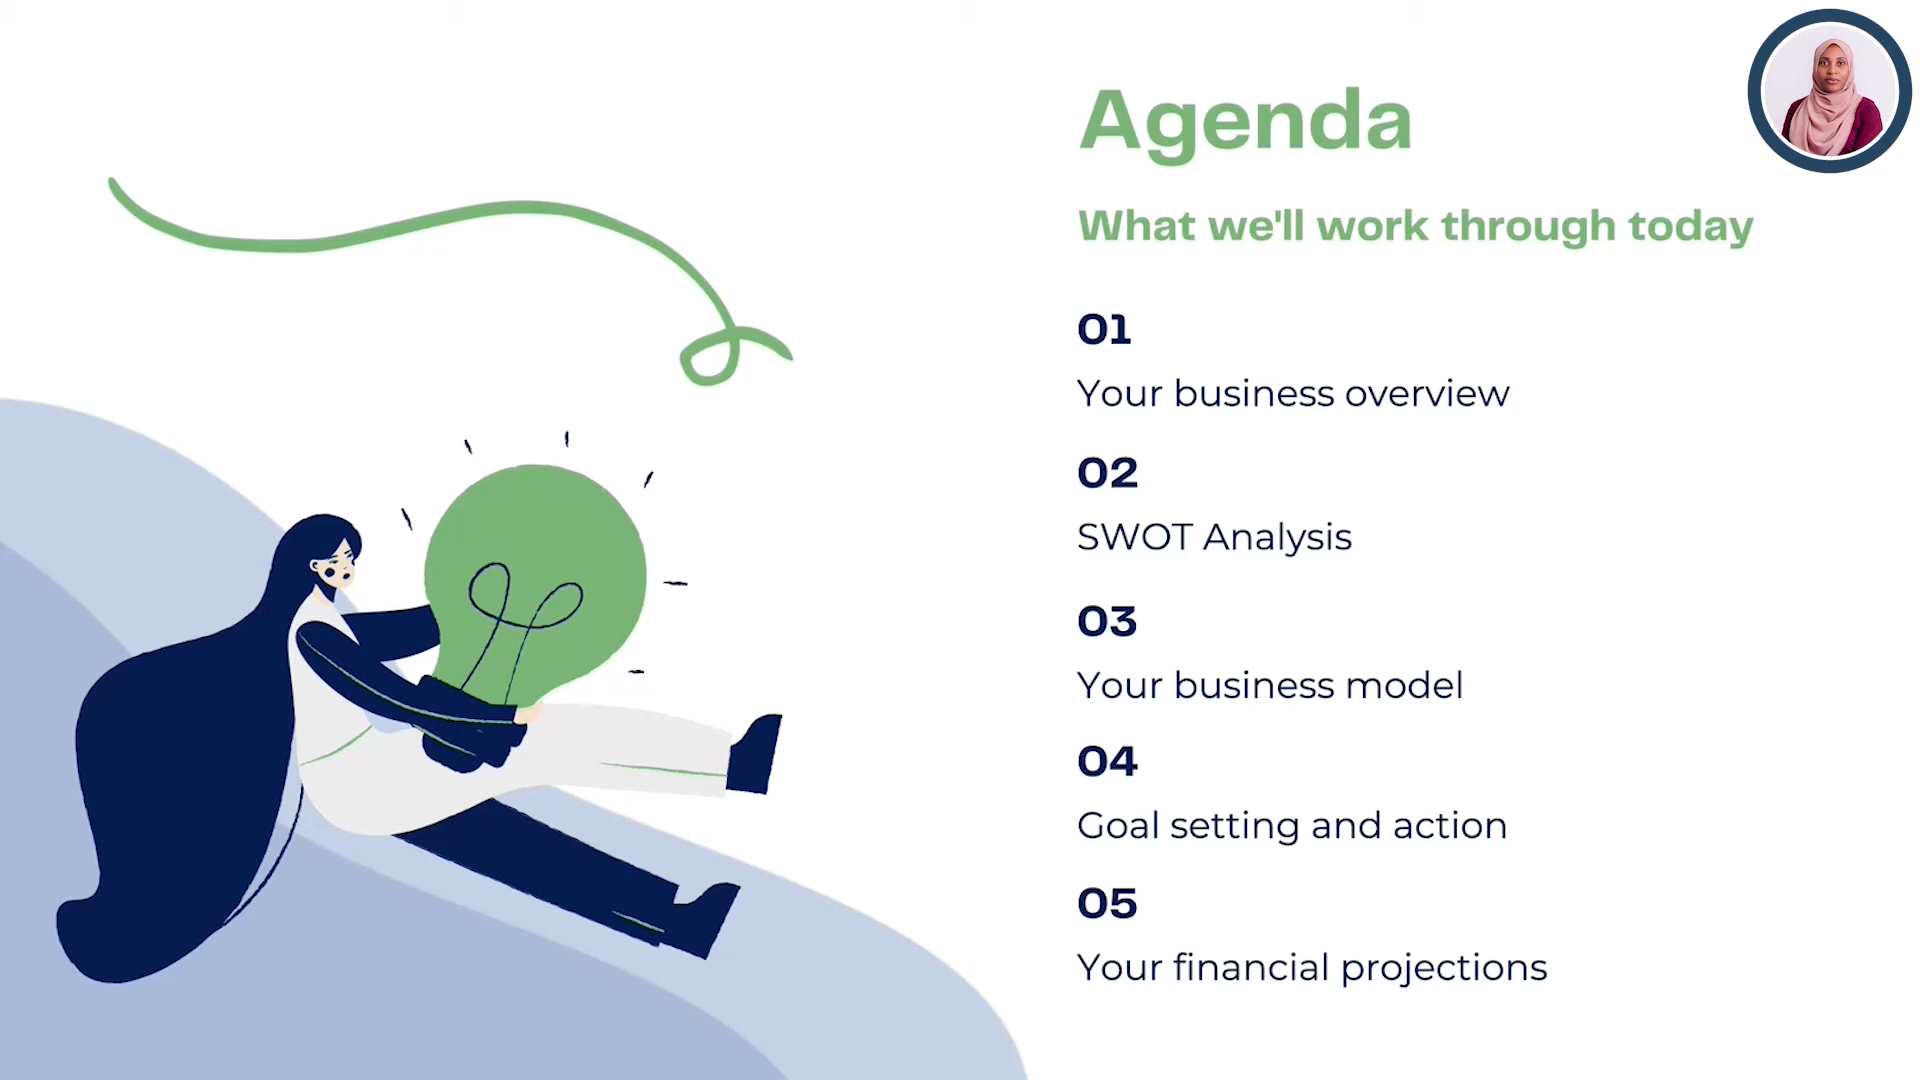 Agenda
What we'll work through today
01
Your business overview
02
SWOT Analysis
03
Your business model
04
Goal setting and action
05
Your financial projections